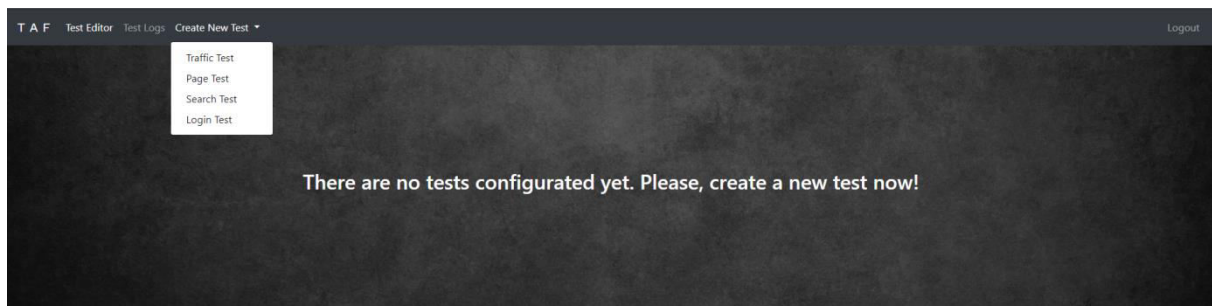 T A F Test Editor Test Logs Create New Test Logout
Traffic Test
Page Test
Search Test
Login Test
There are no tests configurated yet. Please, create a new test now!